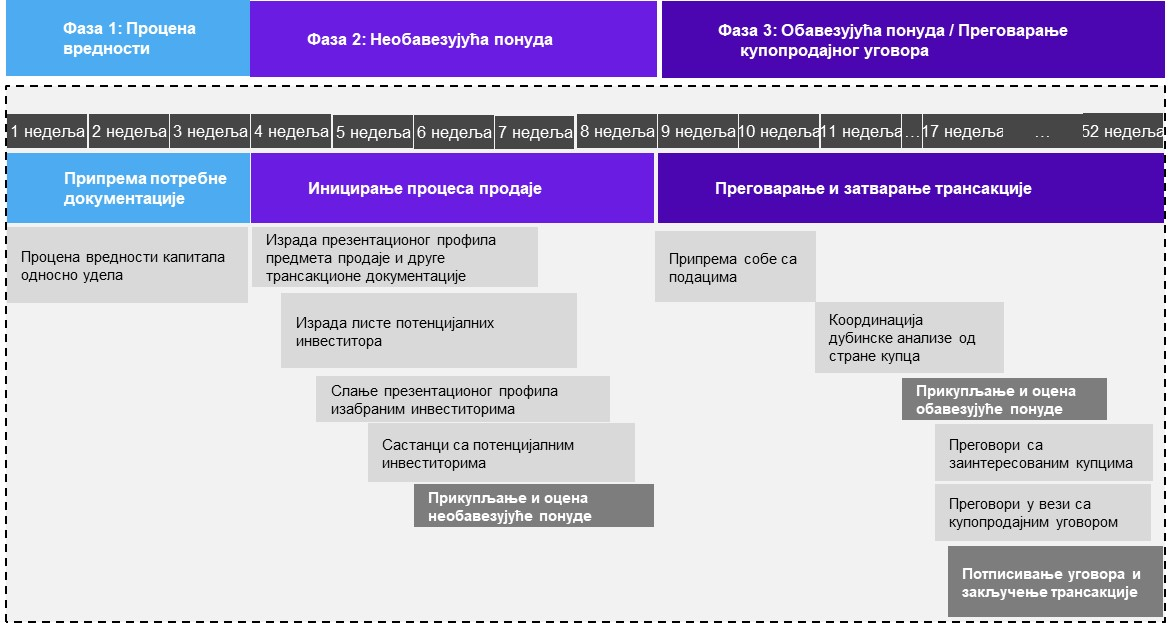 Фаза 1: Процена
вредности
Фаза 2: Необавезујућа понуда
Фаза 3: Обавезујућа понуда / Преговарање
купопродајног уговора
1 недеља 2 недеља 3 недеља 4 недеља 5 недеља 6 недеља 7 недеља 8 недеља 9 недеља 10 недеља 11 недеља ... 17 недеља ... 52 недеља
Припрема потребне
документације
Иницирање процеса продаје
Преговарање и затварање трансакције
Процена вредности капитала
односно удела
Израда презентационог профила
предмета продаје и друге
трансакционе документације
Израда листе потенцијалних
инвеститора
Слање презентационог профила
изабраним инвеститорима
Састанци са потенцијалним
инвеститорима
Прикупљање и оцена
необавезујуће понуде
Припрема собе са
подацима
Координација
дубинске анализе од
стране купца
Прикупљање и оцена
обавезујуће понуде
Преговори са
заинтересованим купцима
Преговори у вези са
купопродајним уговором
Потписивање уговора и
закључење трансакције